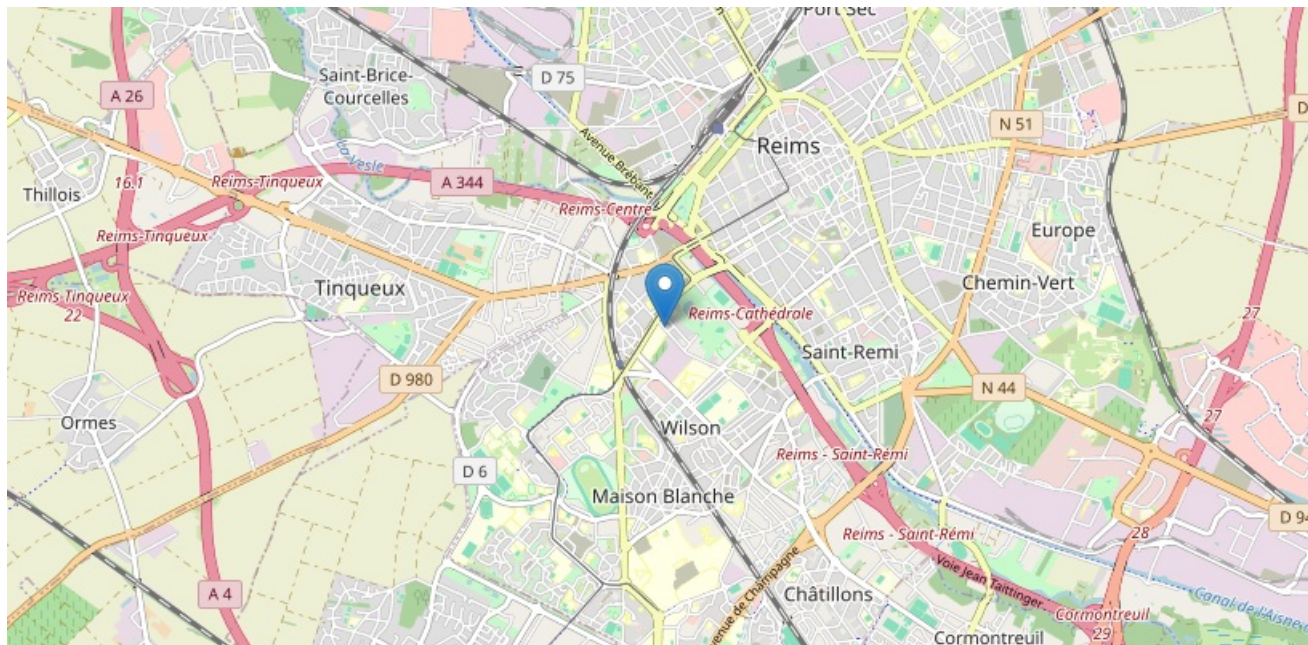 Port Sec
Saint-Brice-
Courcelles
D 75
A 26
N 51
D
Avenue Brébant
Reims
La Vesle
Thillois
16.1
Reims-Tinqueux
A 344
Reims-Centre
Reims-Tinqueux
Europe
Tinqueux
Chemin-Vert
Reims Tinqueux
22
Reims-Cathédrale
27
Saint-Remi
D 980
N 44
Ormes
27
Wilson
Reims - Saint-Rémi
D 6
Maison Blanche
D 94
Reims - Saint-Rémi
28
Voie Jean Taittinger
A 4
Avenue de Champagne
Châtillons
Canal de l'Aisne
Cormontreuil
29
Cormontreuil